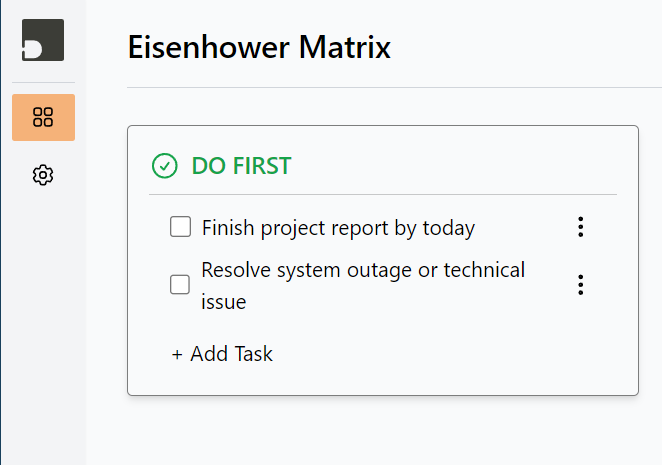 Eisenhower Matrix
DO FIRST
Finish project report by today
Resolve system outage or technical
issue
+ Add Task